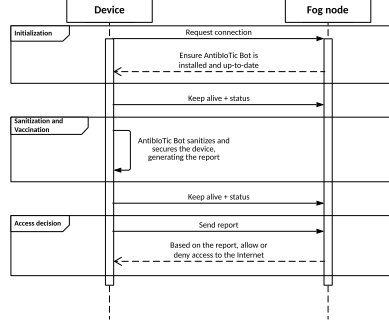 Device
Fog node
Initialization
Request connection
Ensure AntibIoTic Bot is
installed and up-to-date
Keep alive + status
Sanitization and
Vaccination
AntibIoTic Bot sanitizes and
secures the device,
generating the report
Keep alive + status
Access decision
Send report
Based on the report, allow or
deny access to the Internet